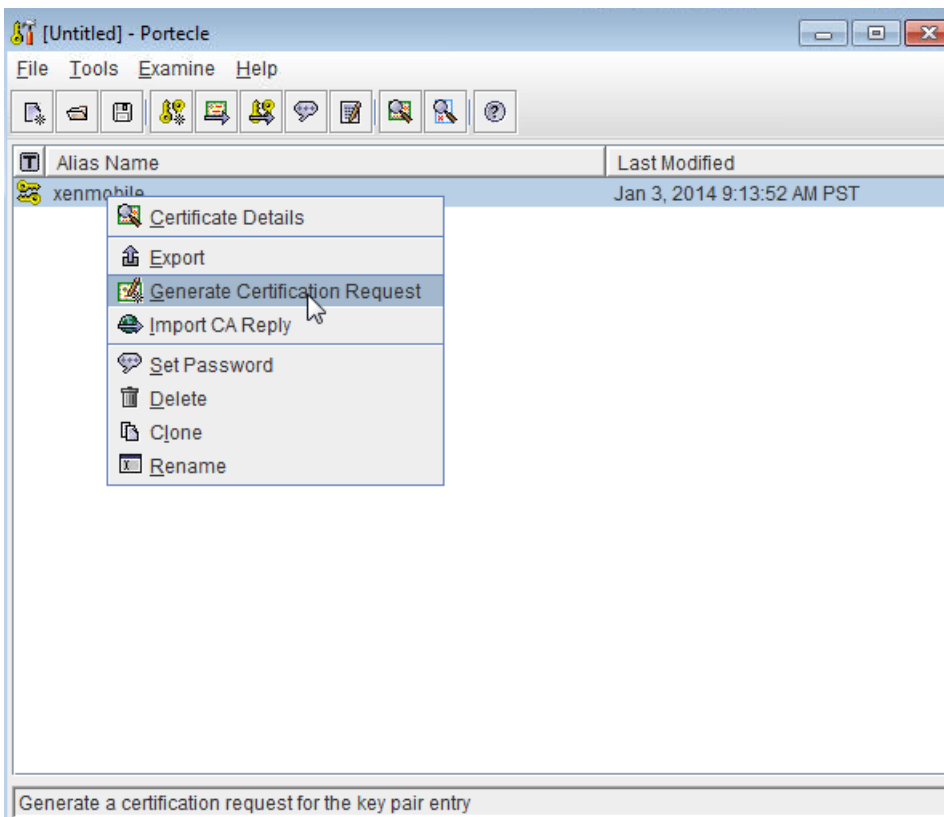 [Untitled] - Portecle
File Tools Examine Help
T Alias Name Last Modified
xenmobile Jan 3, 2014 9:13:52 AM PST
Certificate Details
Export
Generate Certification Request
Import CA Reply
Set Password
Delete
Clone
Rename
Generate a certification request for the key pair entry